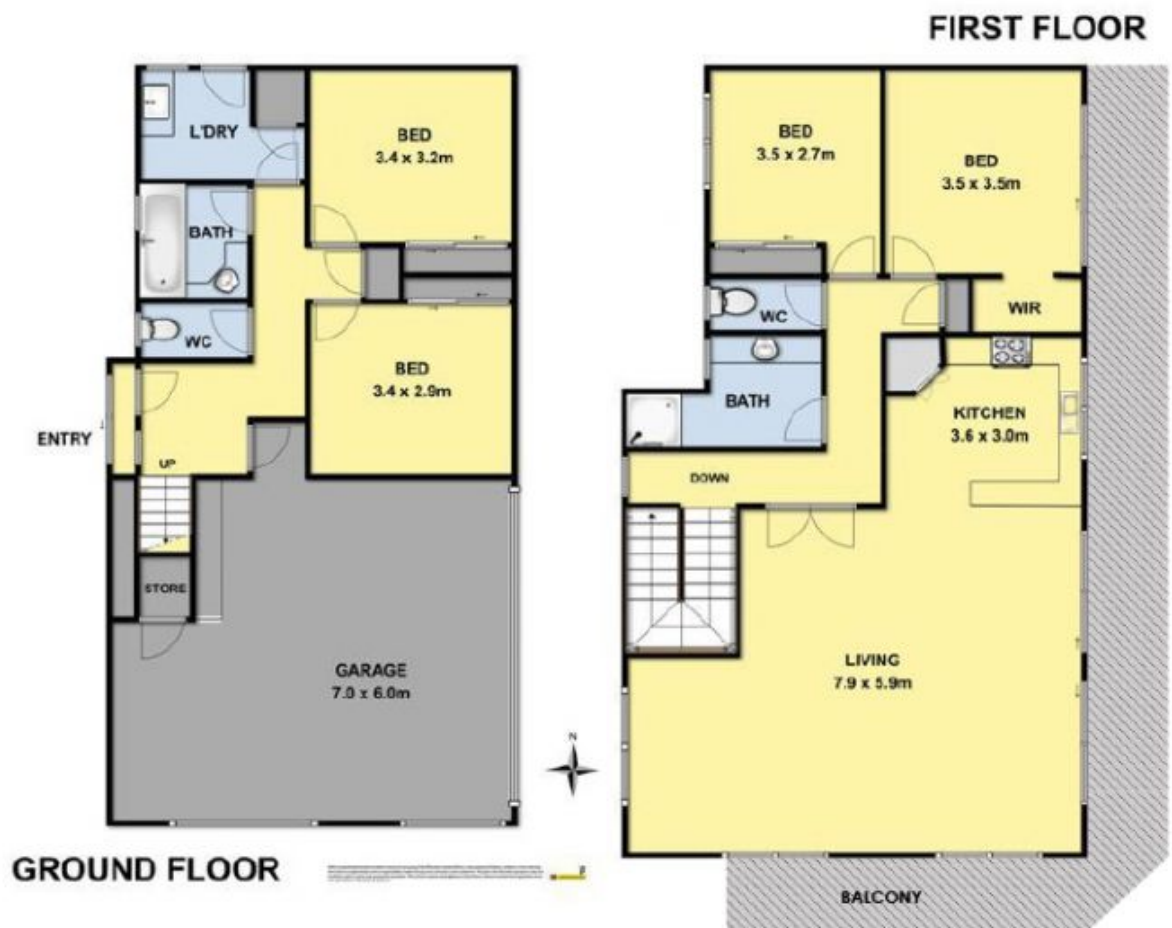 FIRST FLOOR
L'DRY
BED
3.4 x 3.2m
BATH
WC
BED
3.4 x 2.9m
ENTRY
UP
STORE
GARAGE
7.0 x 6.0m
GROUND FLOOR
BED
3.5 x 2.7m
BED
3.5 x 3.5m
WC
WIR
BATH
KITCHEN
3.6 x 3.0m
DOWN
LIVING
7.9 x 5.9m
N
BALCONY